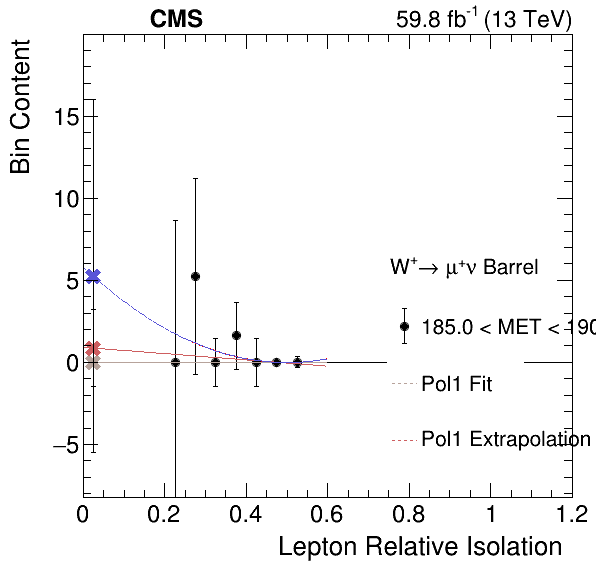 CMS 59.8 fb⁻¹ (13 TeV)
Bin Content
15
10
5
0
−5
W⁺→ μ⁺ν Barrel
185.0 < MET < 190
Pol1 Fit
Pol1 Extrapolation
0 0.2 0.4 0.6 0.8 1 1.2
Lepton Relative Isolation